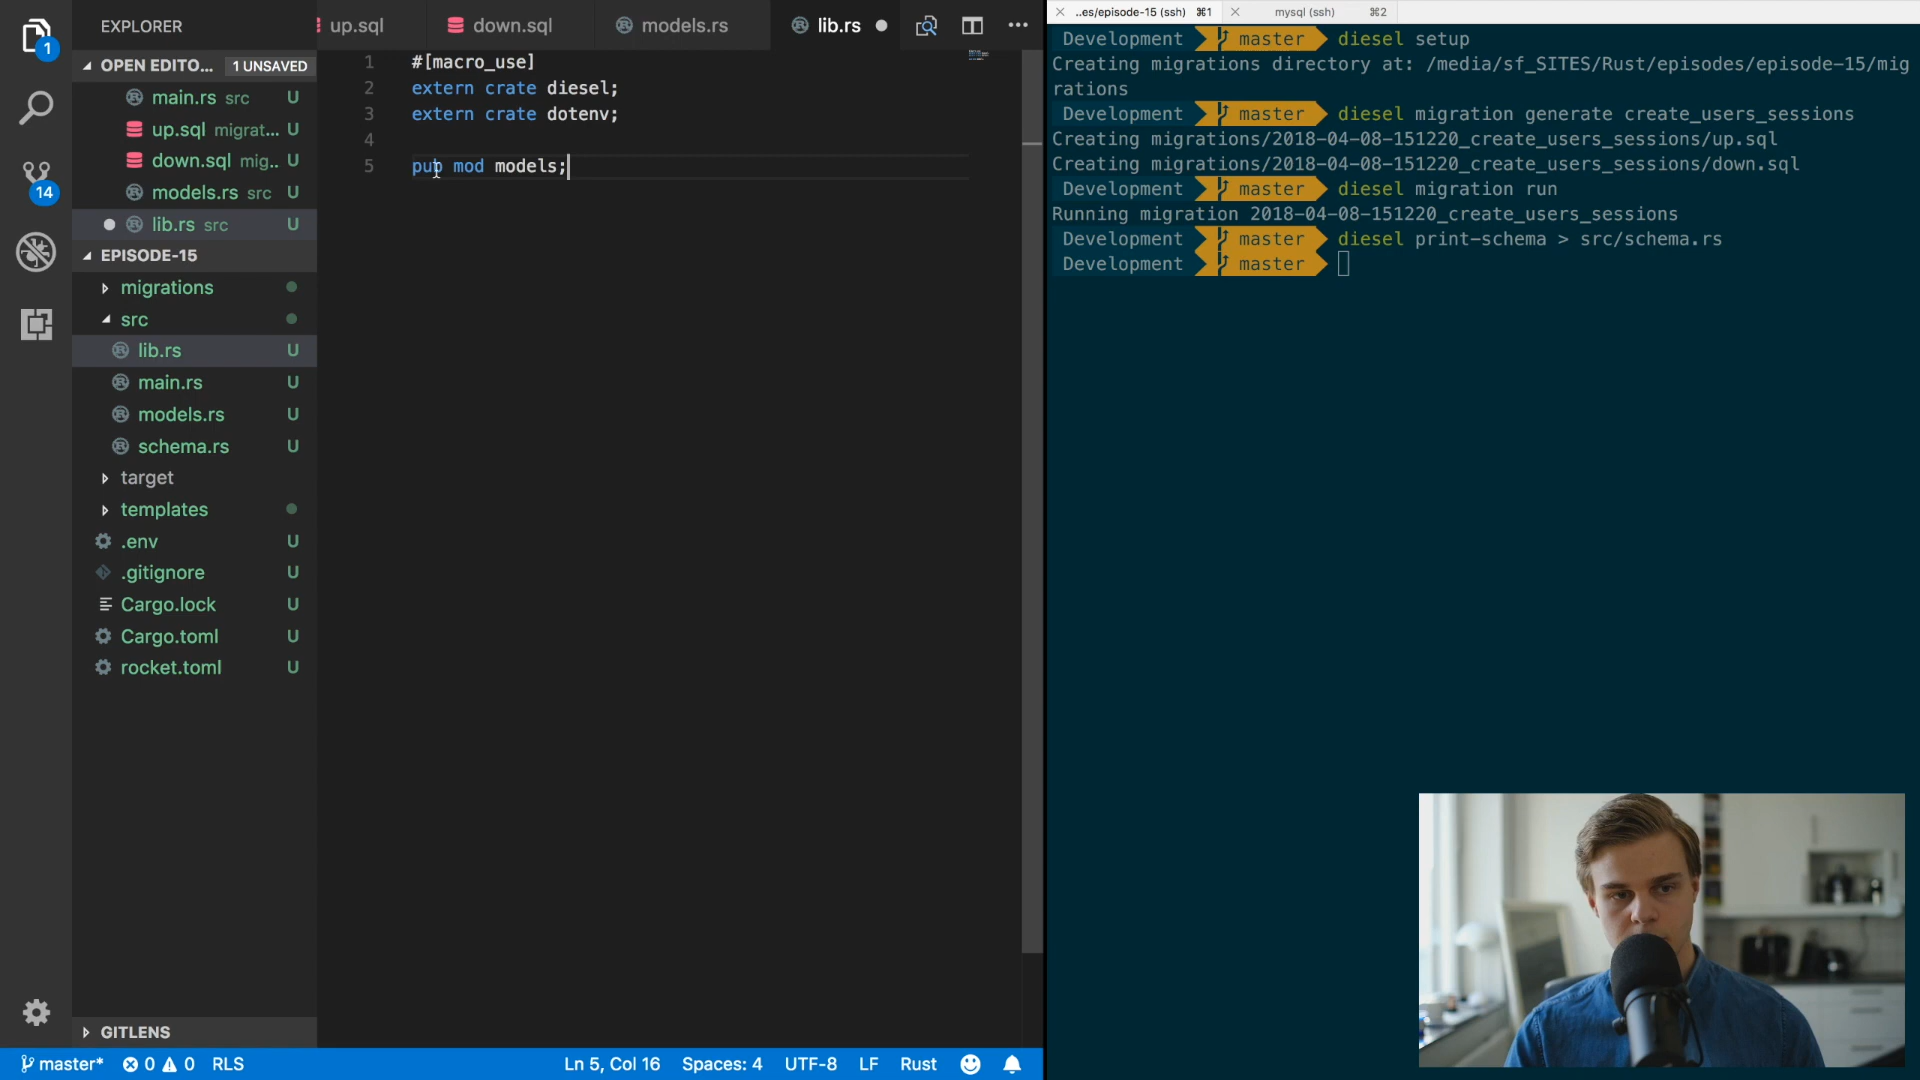 EXPLORER
1
OPEN EDITO... 1 UNSAVED
main.rs src U
up.sql migrat... U
down.sql mig.. U
models.rs src U
lib.rs src U
14
EPISODE-15
migrations
src
lib.rs U
main.rs U
models.rs U
schema.rs U
target
templates
.env U
.gitignore U
Cargo.lock U
Cargo.toml U
rocket.toml U
GITLENS
up.sql down.sql models.rs lib.rs
1 #[macro_use]
2 extern crate diesel;
3 extern crate dotenv;
4
5 pub mod models;
master* 0 0 RLS Ln 5, Col 16 Spaces: 4 UTF-8 LF Rust
..es/episode-15 (ssh) ⌘1 mysql (ssh) ⌘2
Development master diesel setup
Creating migrations directory at: /media/sf_SITES/Rust/episodes/episode-15/mig
rations
Development master diesel migration generate create_users_sessions
Creating migrations/2018-04-08-151220_create_users_sessions/up.sql
Creating migrations/2018-04-08-151220_create_users_sessions/down.sql
Development master diesel migration run
Running migration 2018-04-08-151220_create_users_sessions
Development master diesel print-schema > src/schema.rs
Development master